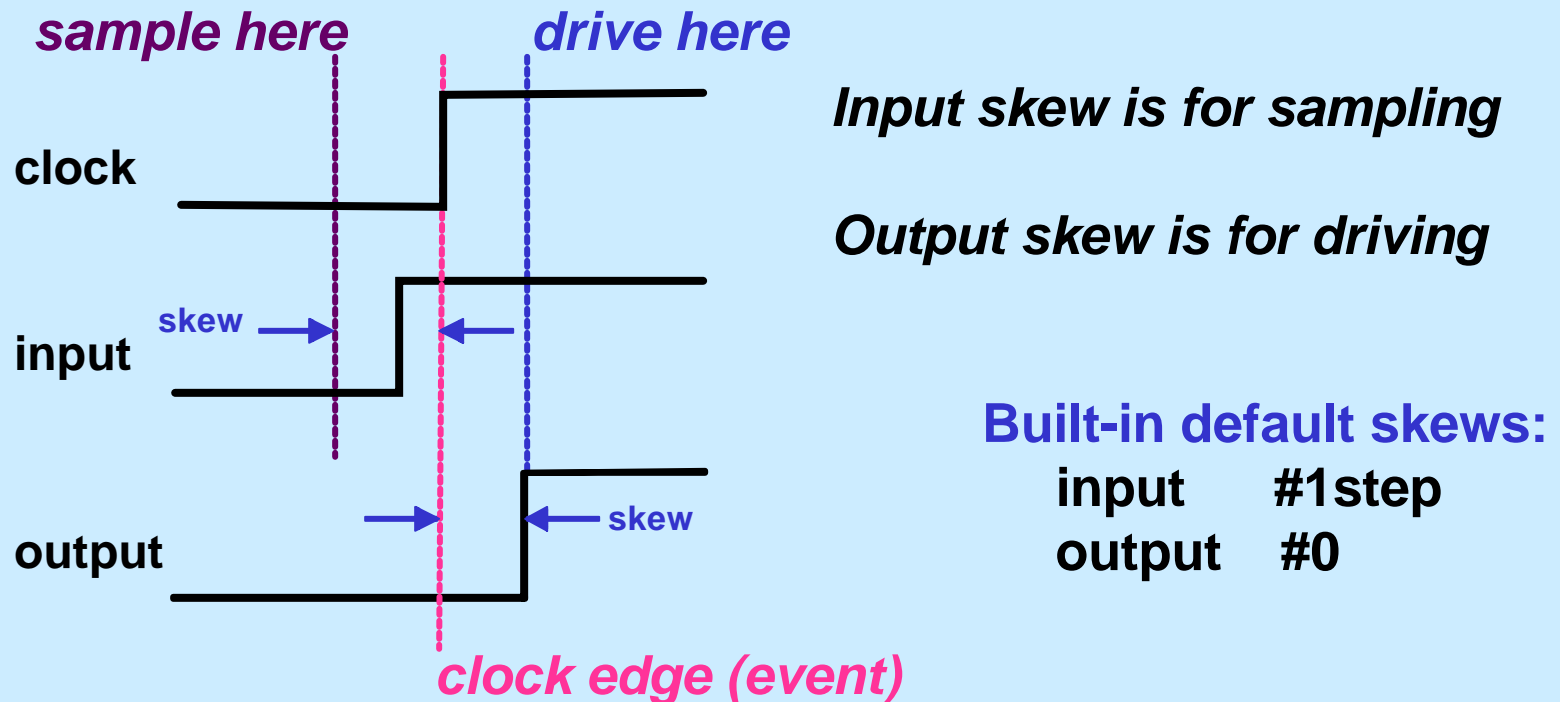 sample here
drive here
Input skew is for sampling
clock
Output skew is for driving
skew
input
Built-in default skews:
input #1step
skew
output #0
output
clock edge (event)